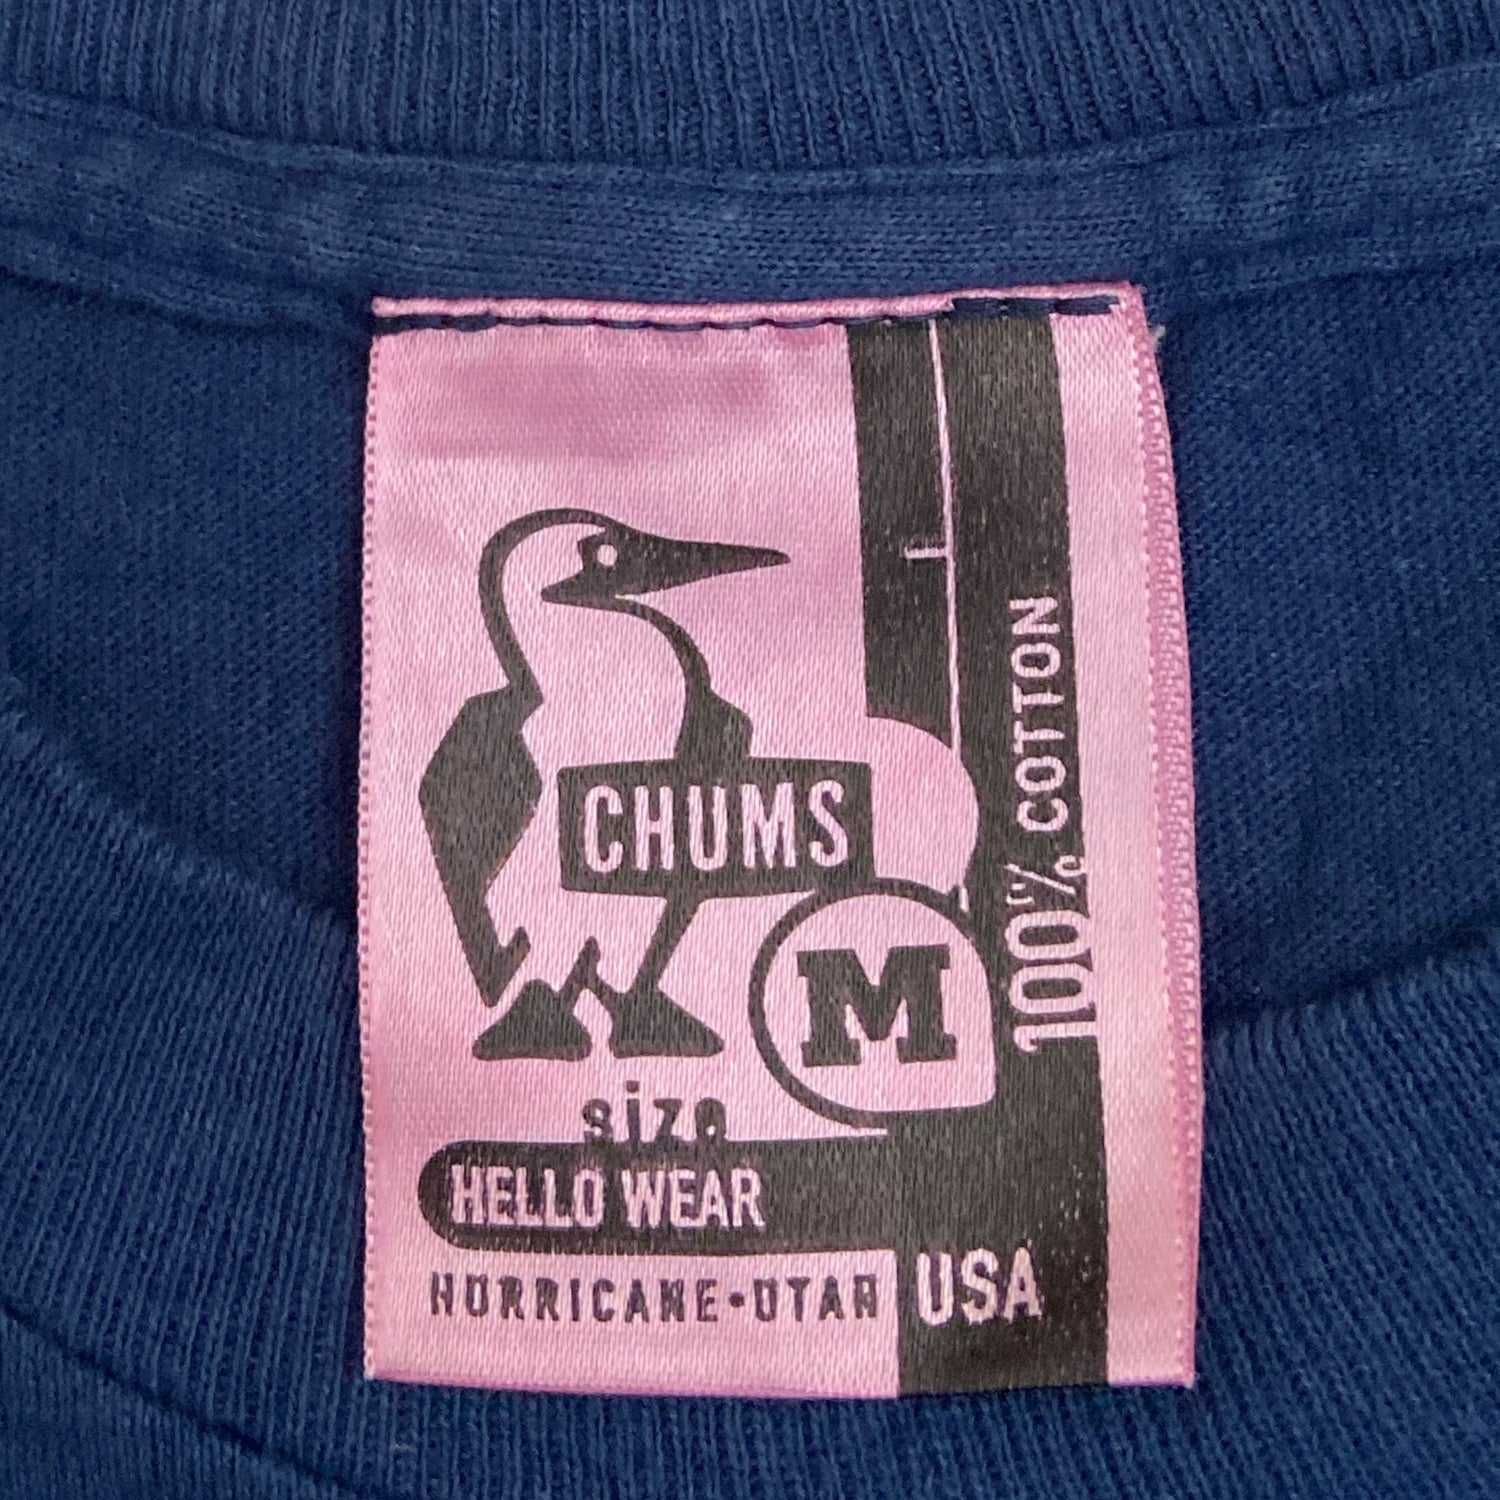 CHUMS
M
size
HELLO WEAR
HURRICANE•UTAH
USA
100% COTTON